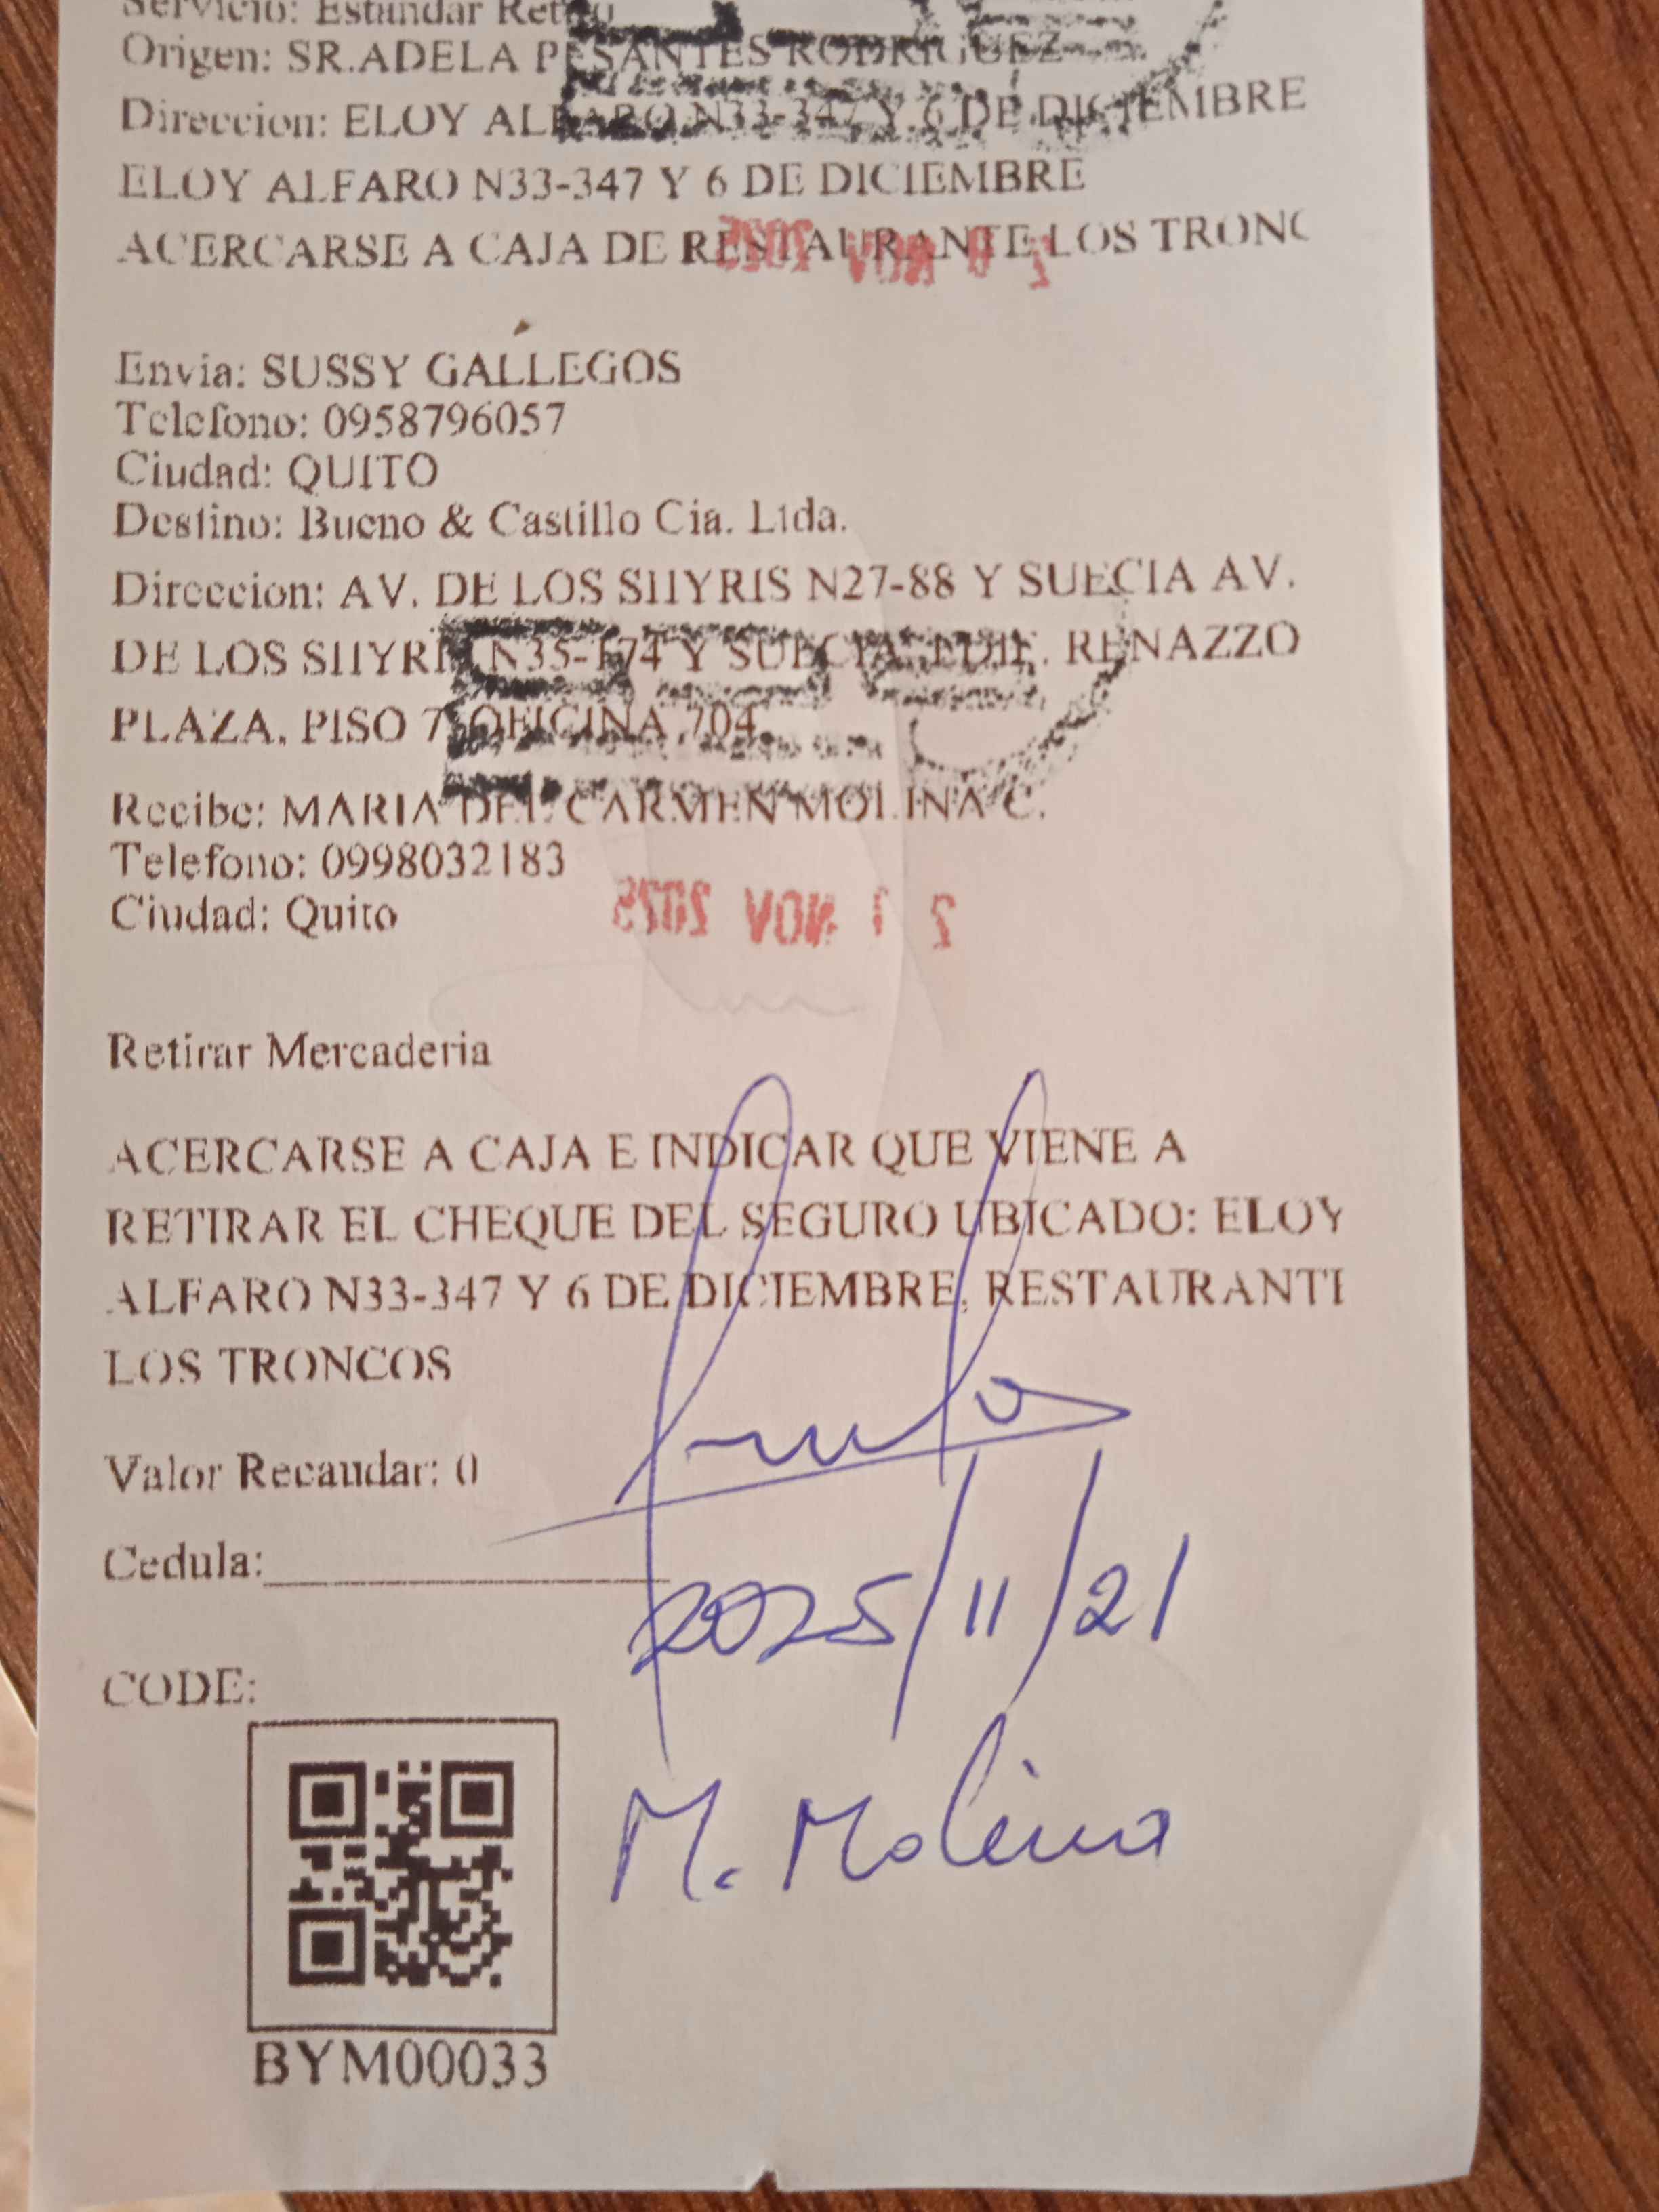 Servicio: Estandar Retiro
Origen: SR.ADELA PESANTES RODRIGUEZ
Direccion: ELOY ALFARO N33-347 Y 6 DE DICIEMBRE
ELOY ALFARO N33-347 Y 6 DE DICIEMBRE
ACERCARSE A CAJA DE RESTAURANTE LOS TRONC
NOV 2025
Envia: SUSSY GALLEGOS
Telefono: 0958796057
Ciudad: QUITO
Destino: Bueno & Castillo Cia. Ltda.
Direccion: AV. DE LOS SHYRIS N27-88 Y SUECIA AV.
DE LOS SHYRIS N35-174 Y SUECIA, EDIF. RENAZZO
PLAZA, PISO 7, OFICINA 704.
Recibe: MARIA DEL CARMEN MOLINA C.
Telefono: 0998032183
Ciudad: Quito
2 1 NOV 2025
Retirar Mercaderia
ACERCARSE A CAJA E INDICAR QUE VIENE A
RETIRAR EL CHEQUE DEL SEGURO UBICADO: ELOY
ALFARO N33-347 Y 6 DE DICIEMBRE, RESTAURANTE
LOS TRONCOS
Valor Recaudar: 0
Cedula:
2025/11/21
CODE:
M. Molina
BYM00033